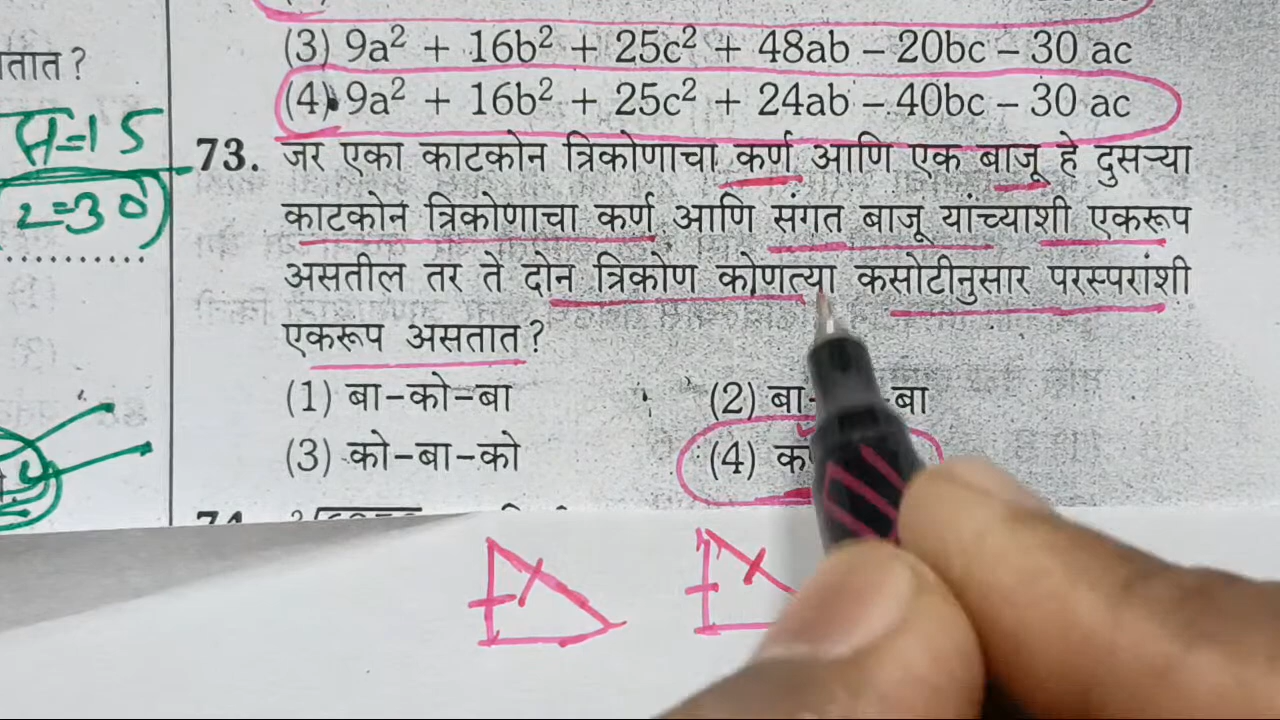 (3) 9a² + 16b² + 25c² + 48ab – 20bc – 30 ac
(4) 9a² + 16b² + 25c² + 24ab – 40bc – 30 ac
तात ?
73. जर एका काटकोन त्रिकोणाचा कर्ण आणि एक बाजू हे दुसऱ्या
काटकोन त्रिकोणाचा कर्ण आणि संगत बाजू यांच्याशी एकरूप
असतील तर ते दोन त्रिकोण कोणत्या कसोटीनुसार परस्परांशी
एकरूप असतात ?
(1) बा–को–बा (2) बा- -बा
(3) को–बा–को (4)